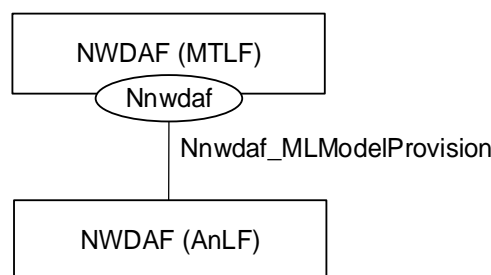 NWDAF (MTLF)
Nnwdaf
Nnwdaf_MLModelProvision
NWDAF (AnLF)